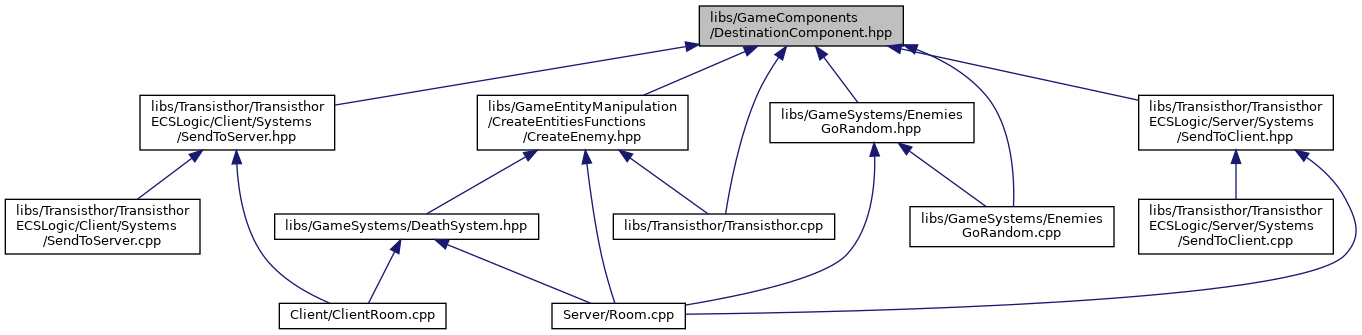 libs/GameComponents
/DestinationComponent.hpp
libs/Transisthor/Transisthor
ECSLogic/Client/Systems
/SendToServer.hpp
libs/GameEntityManipulation
/CreateEntitiesFunctions
/CreateEnemy.hpp
libs/GameSystems/Enemies
GoRandom.hpp
libs/Transisthor/Transisthor
ECSLogic/Server/Systems
/SendToClient.hpp
libs/Transisthor/Transisthor
ECSLogic/Client/Systems
/SendToServer.cpp
libs/GameSystems/DeathSystem.hpp
libs/Transisthor/Transisthor.cpp
libs/GameSystems/Enemies
GoRandom.cpp
libs/Transisthor/Transisthor
ECSLogic/Server/Systems
/SendToClient.cpp
Client/ClientRoom.cpp
Server/Room.cpp